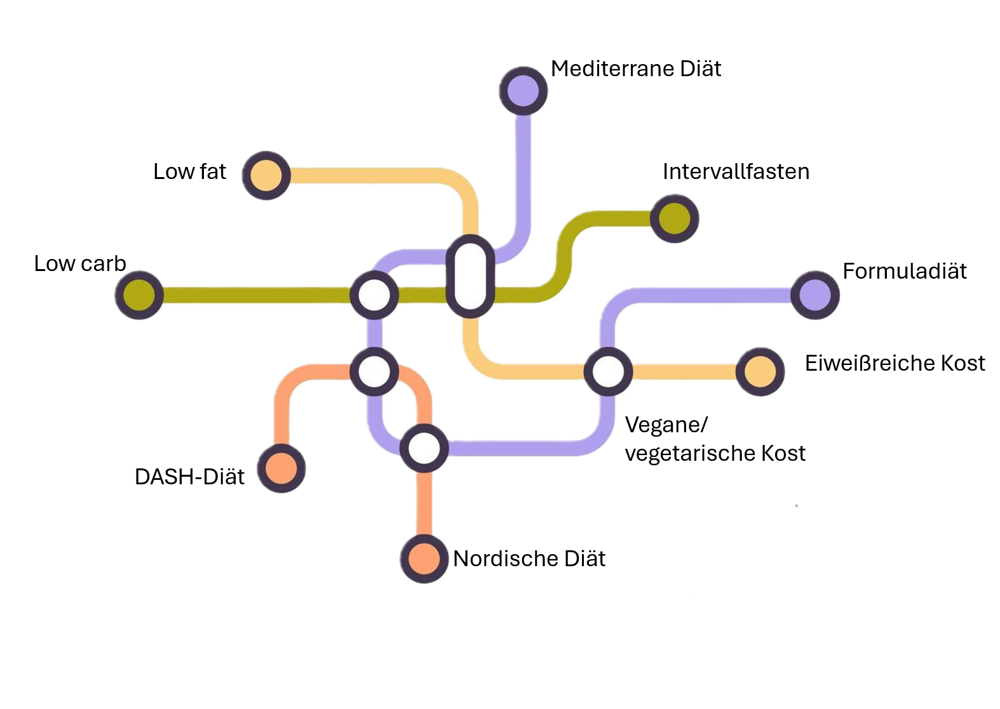 Mediterrane Diät
Low fat
Intervallfasten
Low carb
Formuladiät
Eiweißreiche Kost
Vegane/
vegetarische Kost
DASH-Diät
Nordische Diät